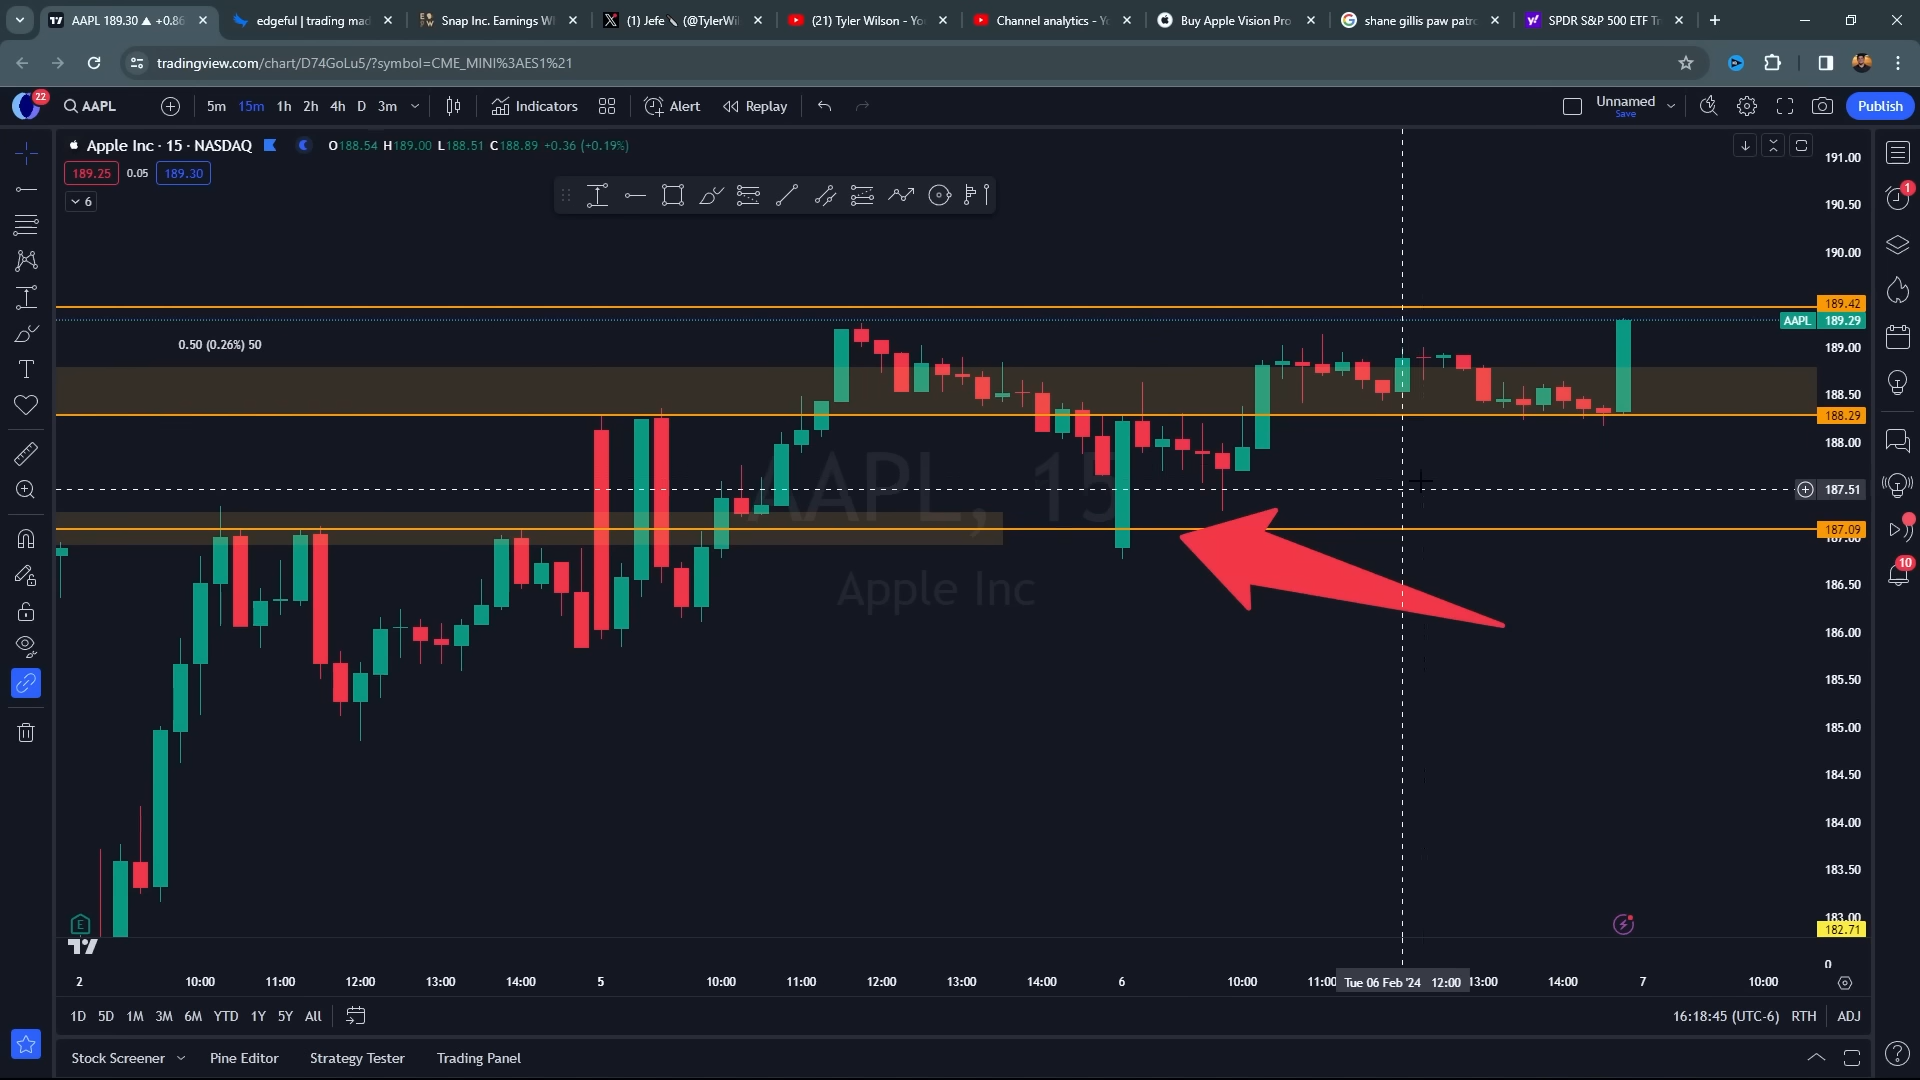 AAPL 189.30 ▲ +0.86
edgeful | trading mad
Snap Inc. Earnings W
(1) Jefe (@TylerWil
(21) Tyler Wilson - Yo
Channel analytics - Yo
Buy Apple Vision Pro
shane gillis paw patro
SPDR S&P 500 ETF Tr
tradingview.com/chart/D74GoLu5/?symbol=CME_MINI%3AES1%21
22
AAPL
5m 15m 1h 2h 4h D 3m
Indicators
Alert
Replay
Unnamed
Save
Publish
Apple Inc · 15 · NASDAQ
O188.54 H189.00 L188.51 C188.89 +0.36 (+0.19%)
189.25 0.05 189.30
6
0.50 (0.26%) 50
AAPL, 15
Apple Inc
191.00
190.50
190.00
189.42
AAPL 189.29
189.00
188.50
188.29
188.00
187.51
187.09
187.00
186.50
186.00
185.50
185.00
184.50
184.00
183.50
183.00
182.71
0
1
10
E
2 10:00 11:00 12:00 13:00 14:00 5 10:00 11:00 12:00 13:00 14:00 6 10:00 11:00 Tue 06 Feb '24 12:00 13:00 14:00 7 10:00
1D 5D 1M 3M 6M YTD 1Y 5Y All
16:18:45 (UTC-6) RTH ADJ
Stock Screener Pine Editor Strategy Tester Trading Panel